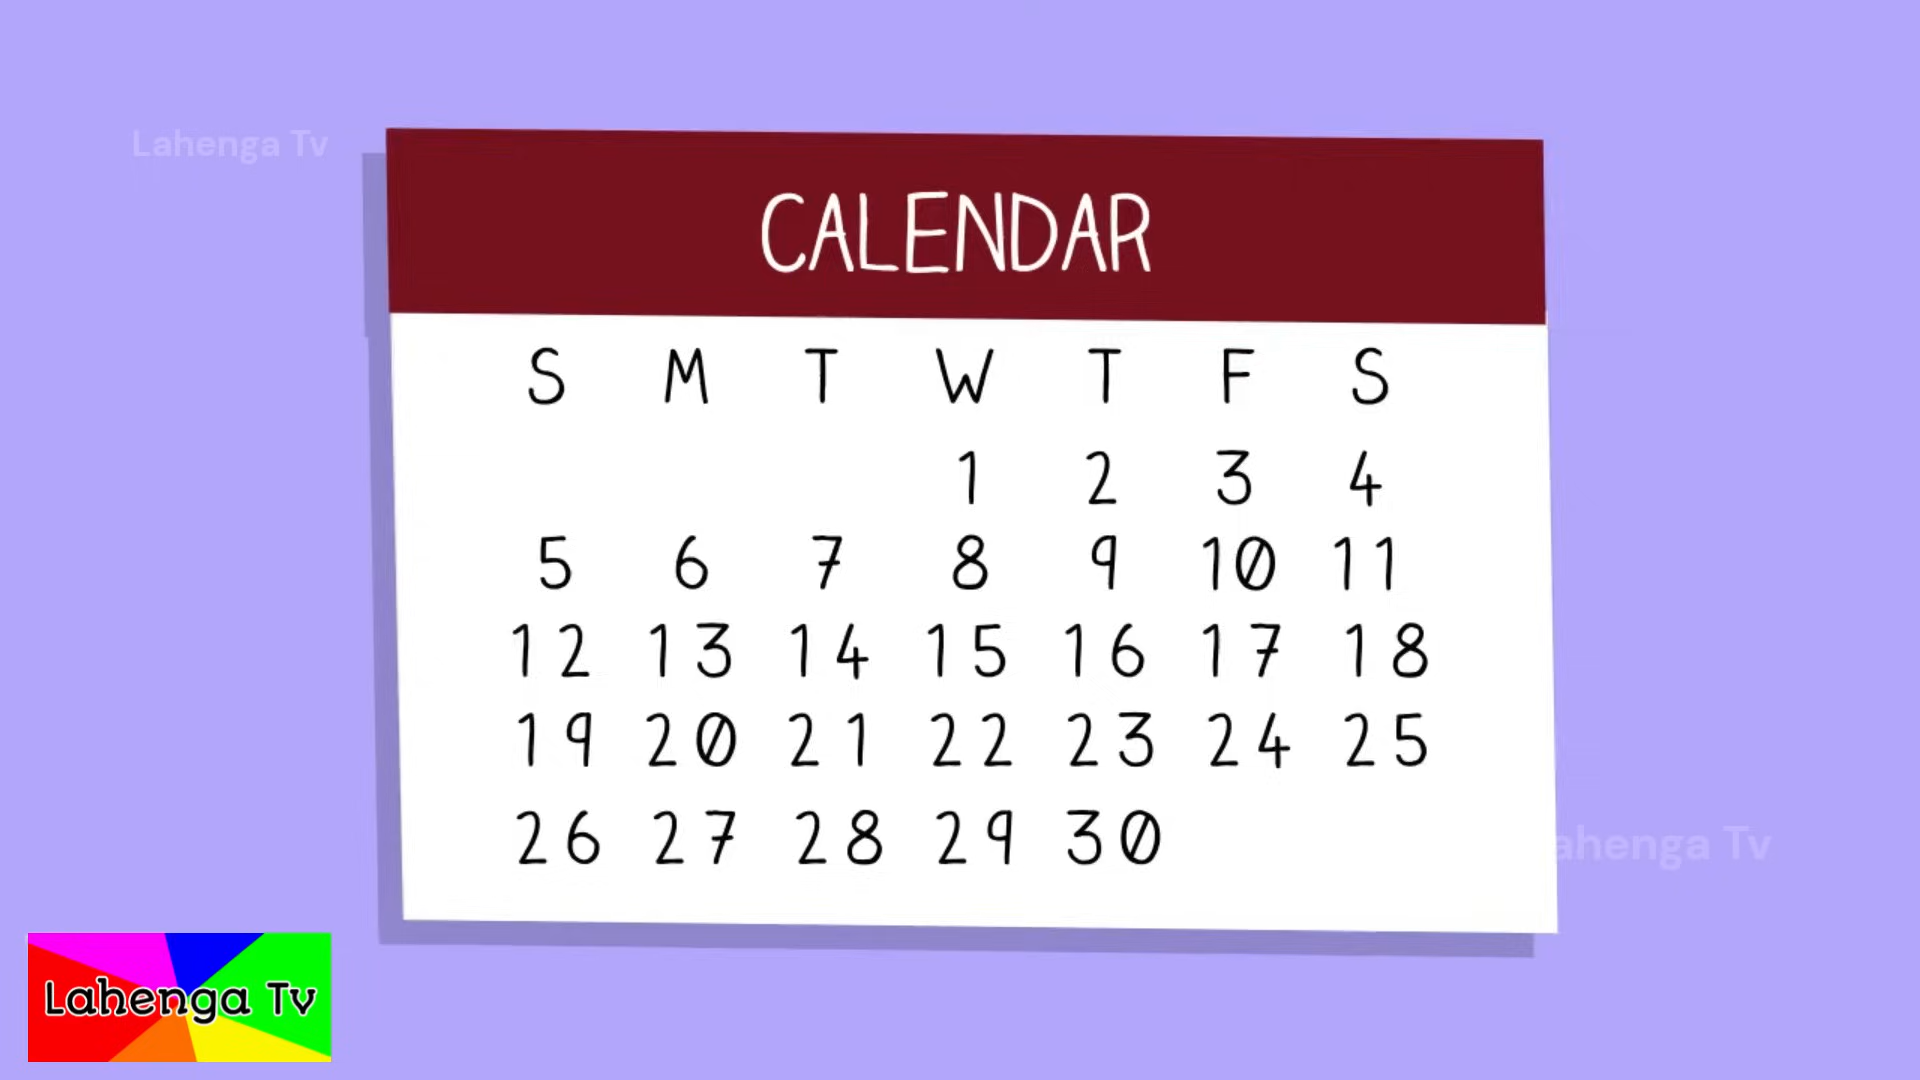 Lahenga Tv
CALENDAR
S M T W T F S
1 2 3 4
5 6 7 8 9 10 11
12 13 14 15 16 17 18
19 20 21 22 23 24 25
26 27 28 29 30
ahenga Tv
Lahenga Tv